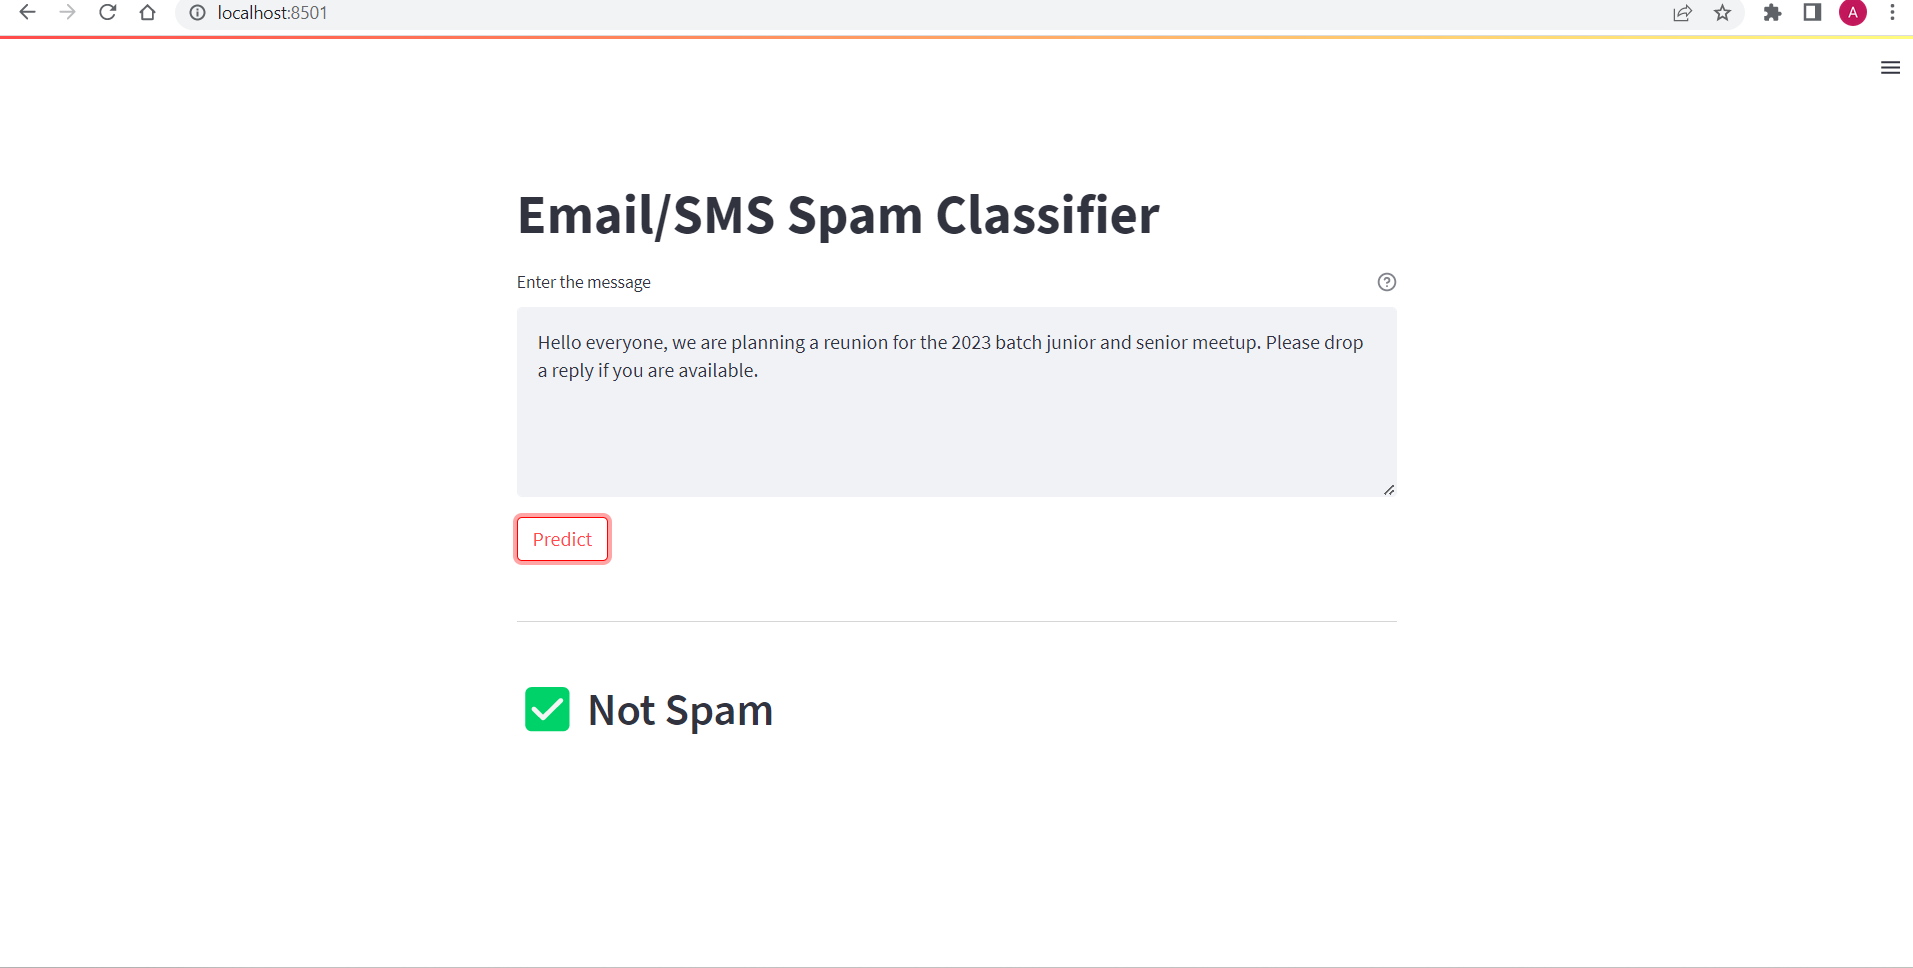 localhost:8501
A
Email/SMS Spam Classifier
Enter the message
Hello everyone, we are planning a reunion for the 2023 batch junior and senior meetup. Please drop
a reply if you are available.
Predict
Not Spam